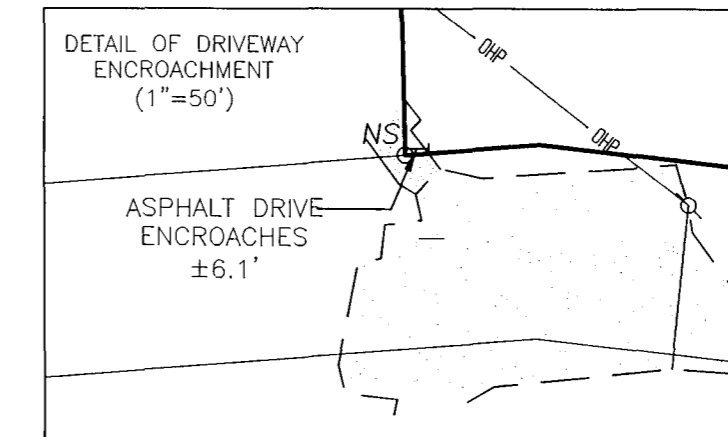 DETAIL OF DRIVEWAY
ENCROACHMENT
(1"=50')
OHP
OHP
NS
ASPHALT DRIVE
ENCROACHES
±6.1'